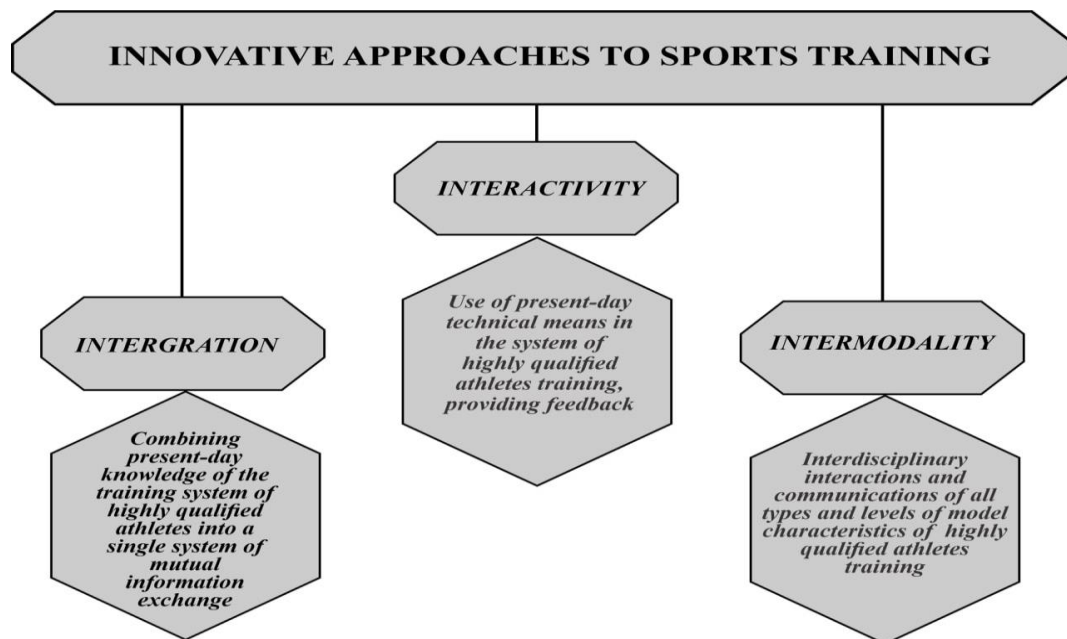 INNOVATIVE APPROACHES TO SPORTS TRAINING
INTERGRATION
Combining
present-day
knowledge of the
training system of
highly qualified
athletes into a
single system of
mutual
information
exchange
INTERACTIVITY
Use of present-day
technical means in
the system of
highly qualified
athletes training,
providing feedback
INTERMODALITY
Interdisciplinary
interactions and
communications of all
types and levels of model
characteristics of highly
qualified athletes
training